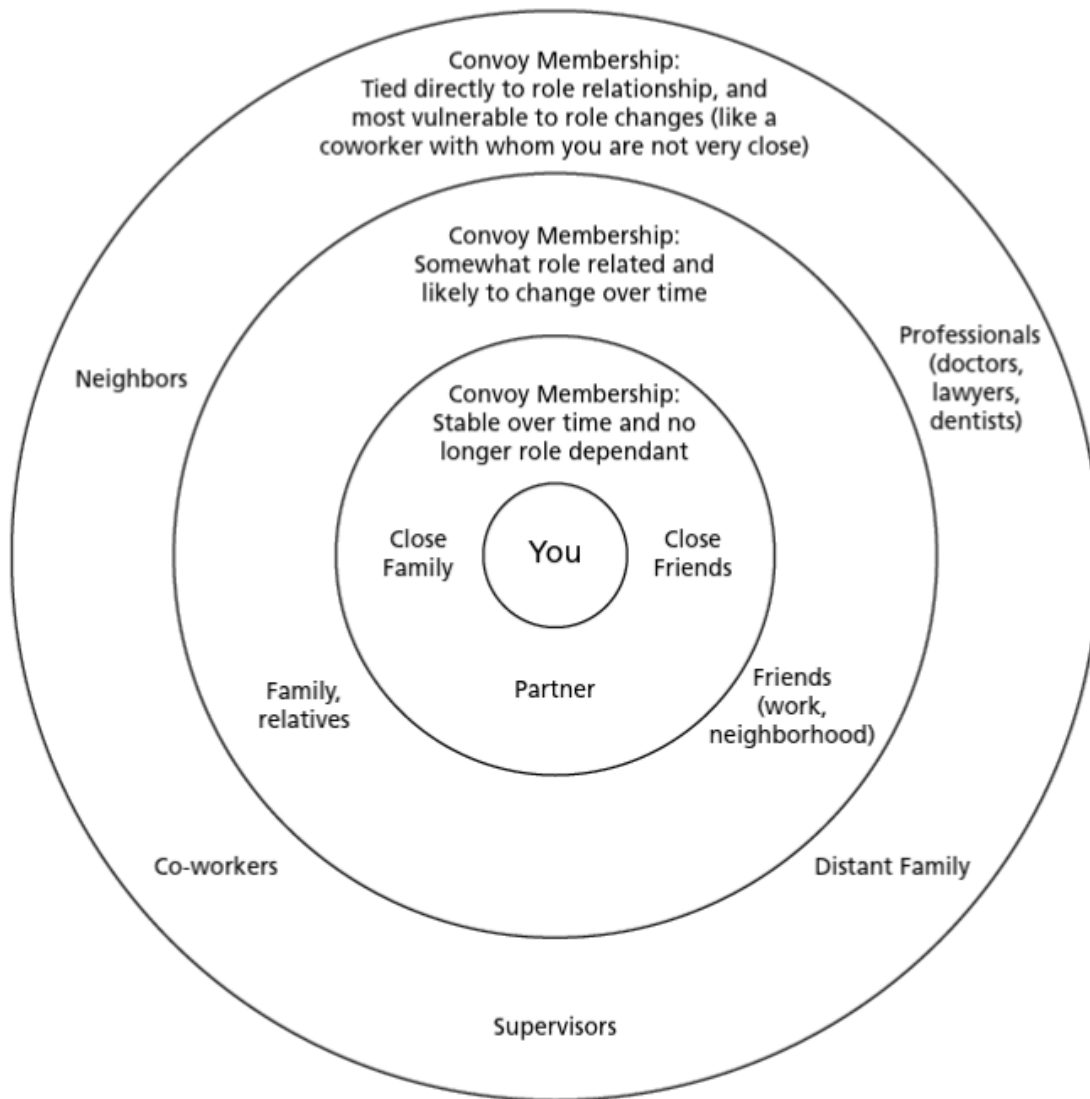 Convoy Membership:
Tied directly to role relationship, and
most vulnerable to role changes (like a
coworker with whom you are not very close)
Convoy Membership:
Somewhat role related and
likely to change over time
Neighbors
Professionals
(doctors,
lawyers,
dentists)
Convoy Membership:
Stable over time and no
longer role dependant
Close
Family
You
Close
Friends
Partner
Family,
relatives
Friends
(work,
neighborhood)
Co-workers
Distant Family
Supervisors